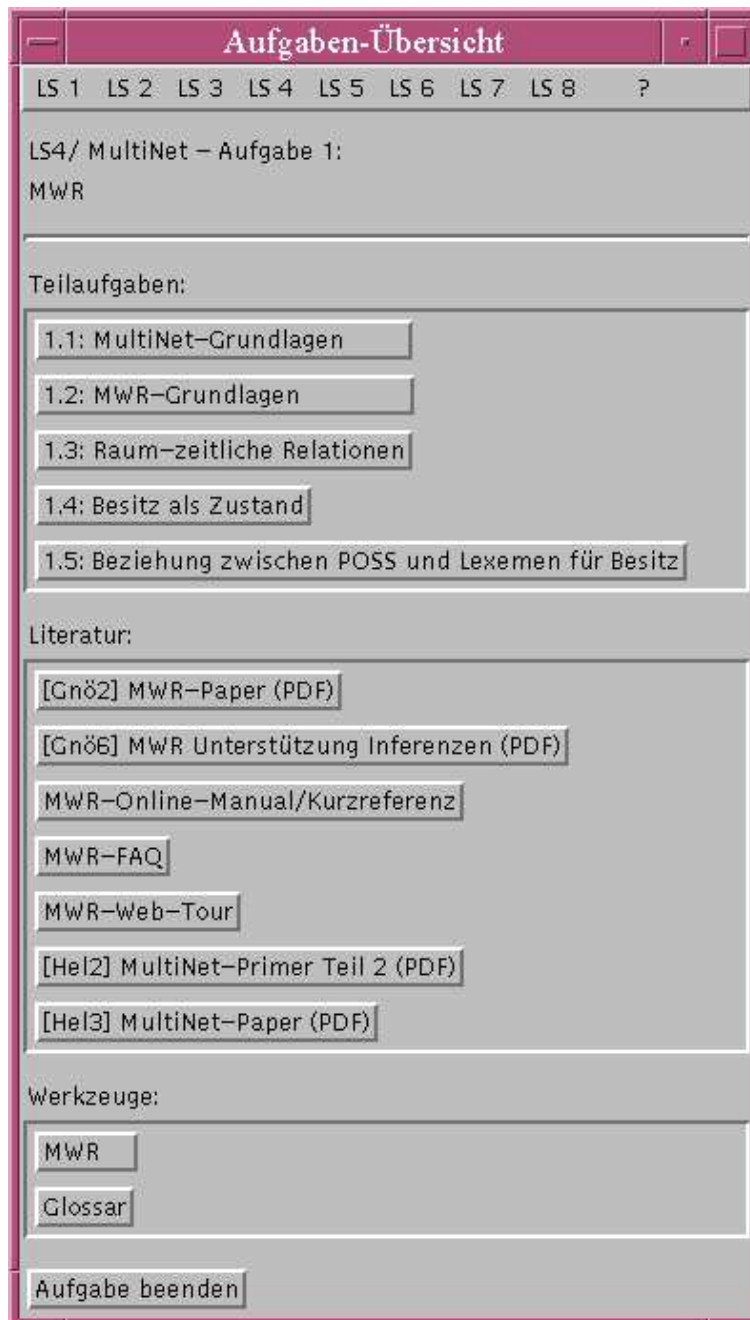 Aufgaben-Übersicht
LS 1 LS 2 LS 3 LS 4 LS 5 LS 6 LS 7 LS 8 ?
LS4/ MultiNet – Aufgabe 1:
MWR
Teilaufgaben:
1.1: MultiNet–Grundlagen
1.2: MWR–Grundlagen
1.3: Raum–zeitliche Relationen
1.4: Besitz als Zustand
1.5: Beziehung zwischen POSS und Lexemen für Besitz
Literatur:
[Gnö2] MWR–Paper (PDF)
[Gnö6] MWR Unterstützung Inferenzen (PDF)
MWR–Online–Manual/Kurzreferenz
MWR–FAQ
MWR–Web–Tour
[Hel2] MultiNet–Primer Teil 2 (PDF)
[Hel3] MultiNet–Paper (PDF)
Werkzeuge:
MWR
Glossar
Aufgabe beenden